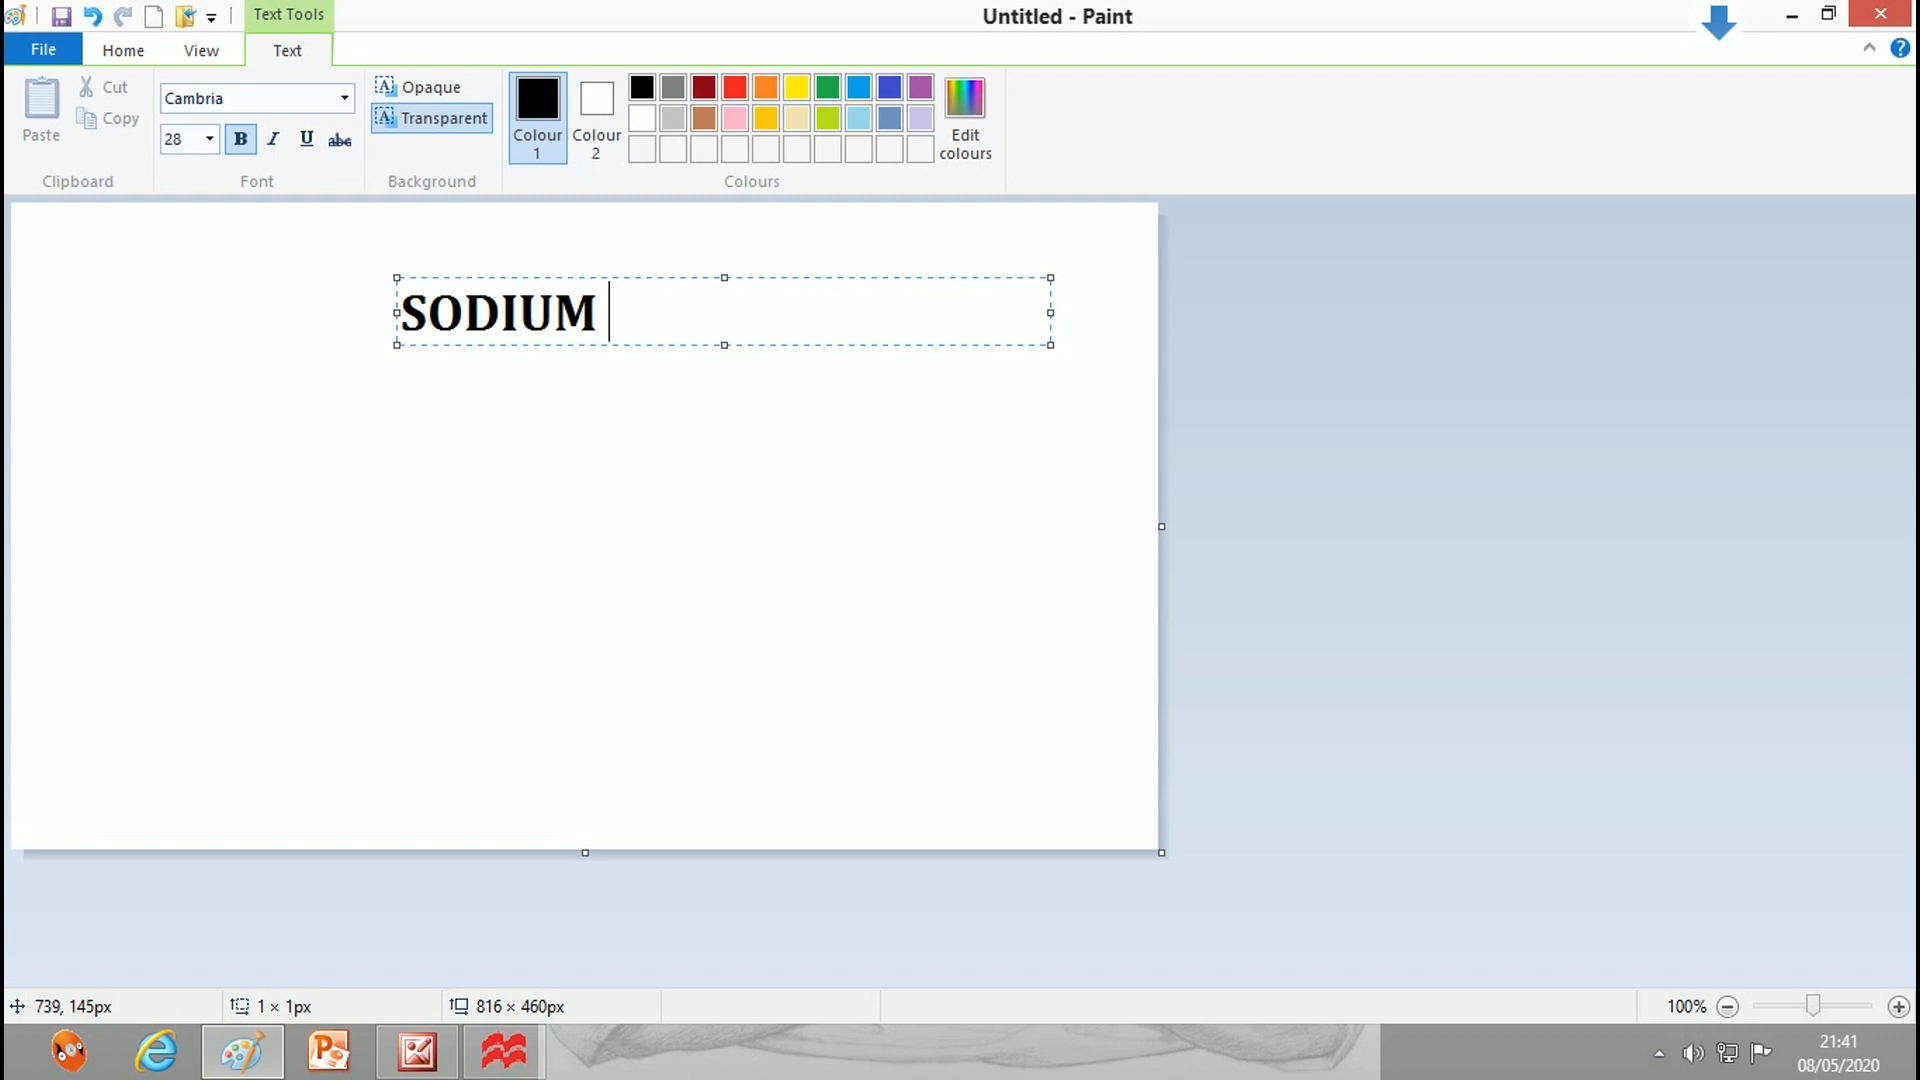 Text Tools
Untitled - Paint
File
Home
View
Text
Paste
Cut
Copy
Clipboard
Cambria
28
B
I
U
abc
Font
A
Opaque
A
Transparent
Background
Colour
1
Colour
2
Edit
colours
Colours
?
SODIUM
739, 145px
1 × 1px
816 × 460px
100%
21:41
08/05/2020